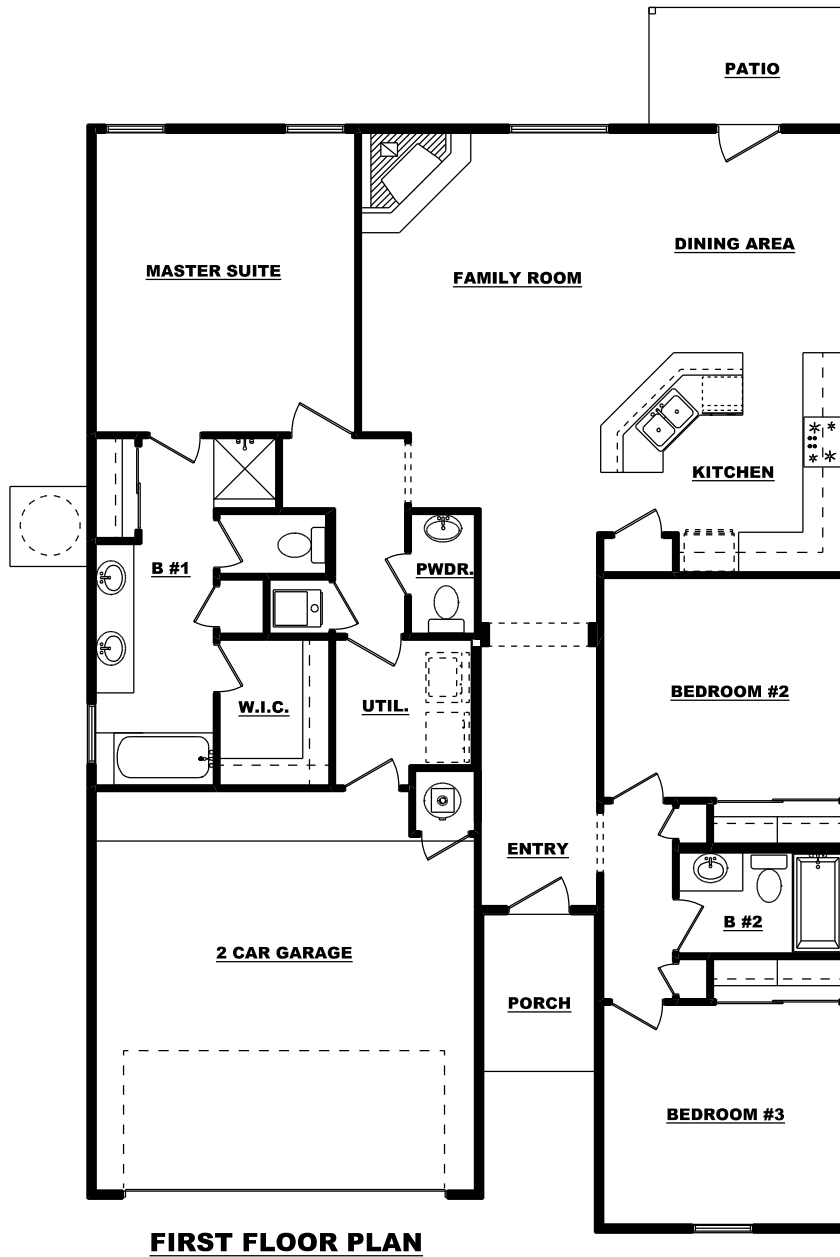 PATIO
DINING AREA
MASTER SUITE
FAMILY ROOM
KITCHEN
B #1
PWDR.
BEDROOM #2
W.I.C.
UTIL.
ENTRY
B #2
2 CAR GARAGE
PORCH
BEDROOM #3
FIRST FLOOR PLAN